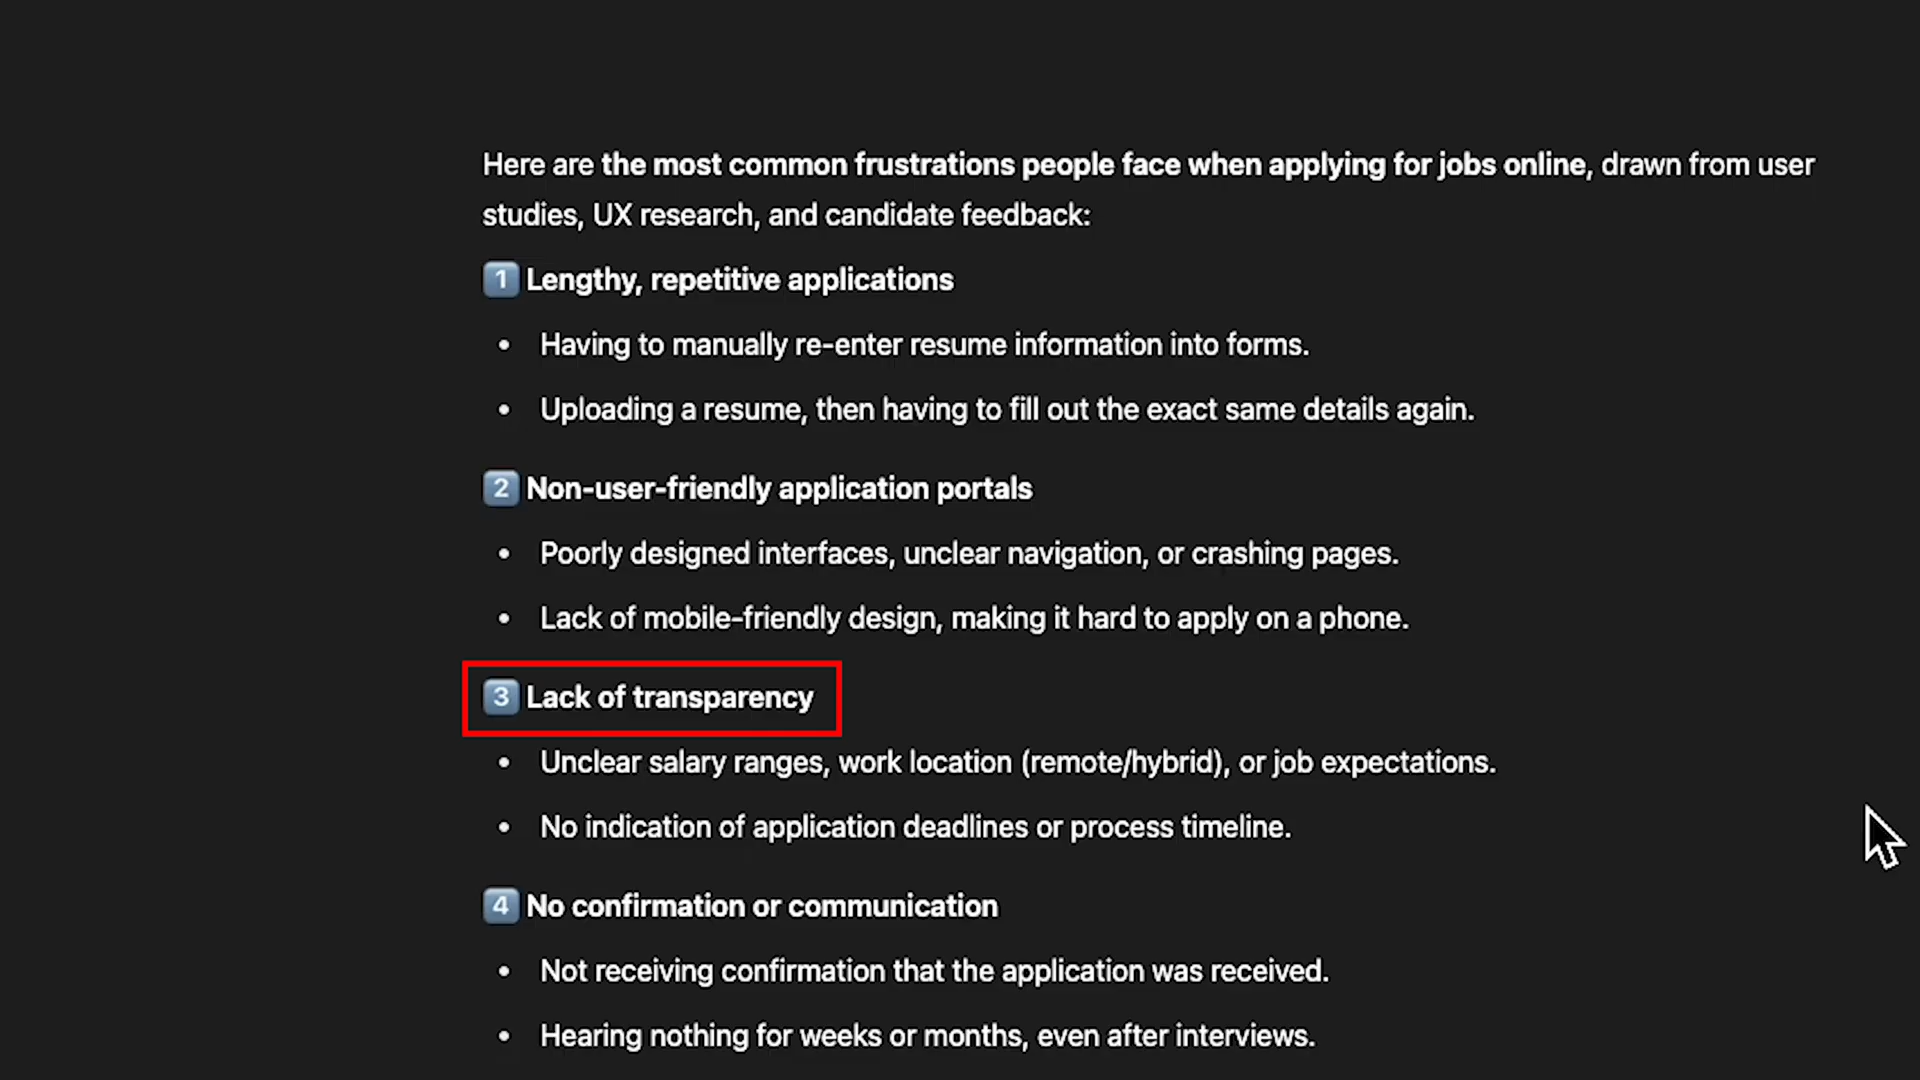 Here are the most common frustrations people face when applying for jobs online, drawn from user
studies, UX research, and candidate feedback:
1 Lengthy, repetitive applications
• Having to manually re-enter resume information into forms.
• Uploading a resume, then having to fill out the exact same details again.
2 Non-user-friendly application portals
• Poorly designed interfaces, unclear navigation, or crashing pages.
• Lack of mobile-friendly design, making it hard to apply on a phone.
3 Lack of transparency
• Unclear salary ranges, work location (remote/hybrid), or job expectations.
• No indication of application deadlines or process timeline.
4 No confirmation or communication
• Not receiving confirmation that the application was received.
• Hearing nothing for weeks or months, even after interviews.